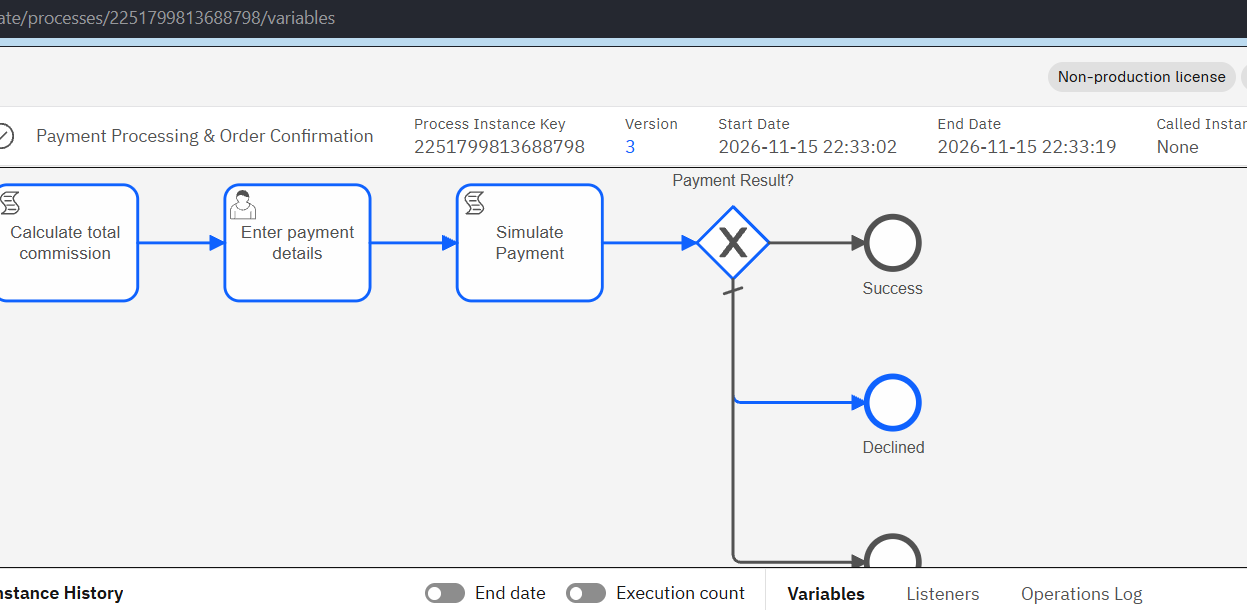 ate/processes/2251799813688798/variables
Non-production license
Payment Processing & Order Confirmation
Process Instance Key
2251799813688798
Version
3
Start Date
2026-11-15 22:33:02
End Date
2026-11-15 22:33:19
Called Instan
None
Calculate total
commission
Enter payment
details
Simulate
Payment
Payment Result?
Success
Declined
nstance History
End date
Execution count
Variables
Listeners
Operations Log